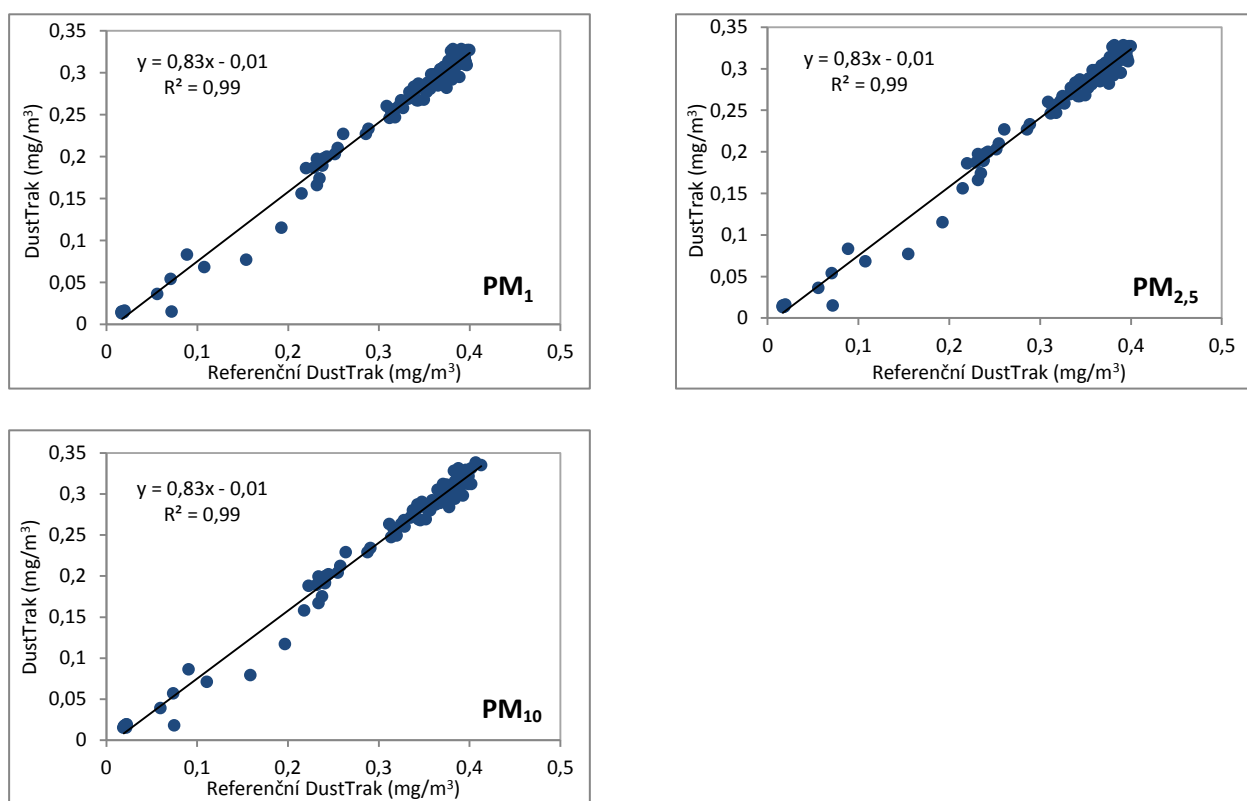 0,35
0,3
0,25
0,2
0,15
0,1
0,05
0
DustTrak (mg/m³)
y = 0,83x - 0,01
R² = 0,99
PM₁
0 0,1 0,2 0,3 0,4 0,5
Referenční DustTrak (mg/m³)
0,35
0,3
0,25
0,2
0,15
0,1
0,05
0
DustTrak (mg/m³)
y = 0,83x - 0,01
R² = 0,99
PM₂,₅
0 0,1 0,2 0,3 0,4 0,5
Referenční DustTrak (mg/m³)
0,35
0,3
0,25
0,2
0,15
0,1
0,05
0
DustTrak (mg/m³)
y = 0,83x - 0,01
R² = 0,99
PM₁₀
0 0,1 0,2 0,3 0,4 0,5
Referenční DustTrak (mg/m³)